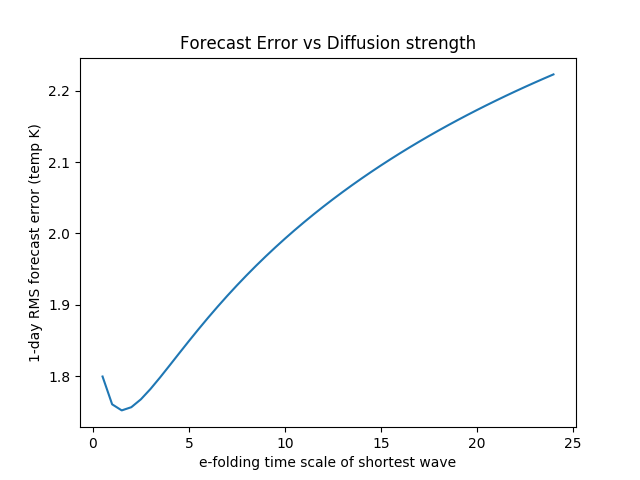 Forecast Error vs Diffusion strength
2.2
2.1
2.0
1.9
1.8
1-day RMS forecast error (temp K)
0 5 10 15 20 25
e-folding time scale of shortest wave